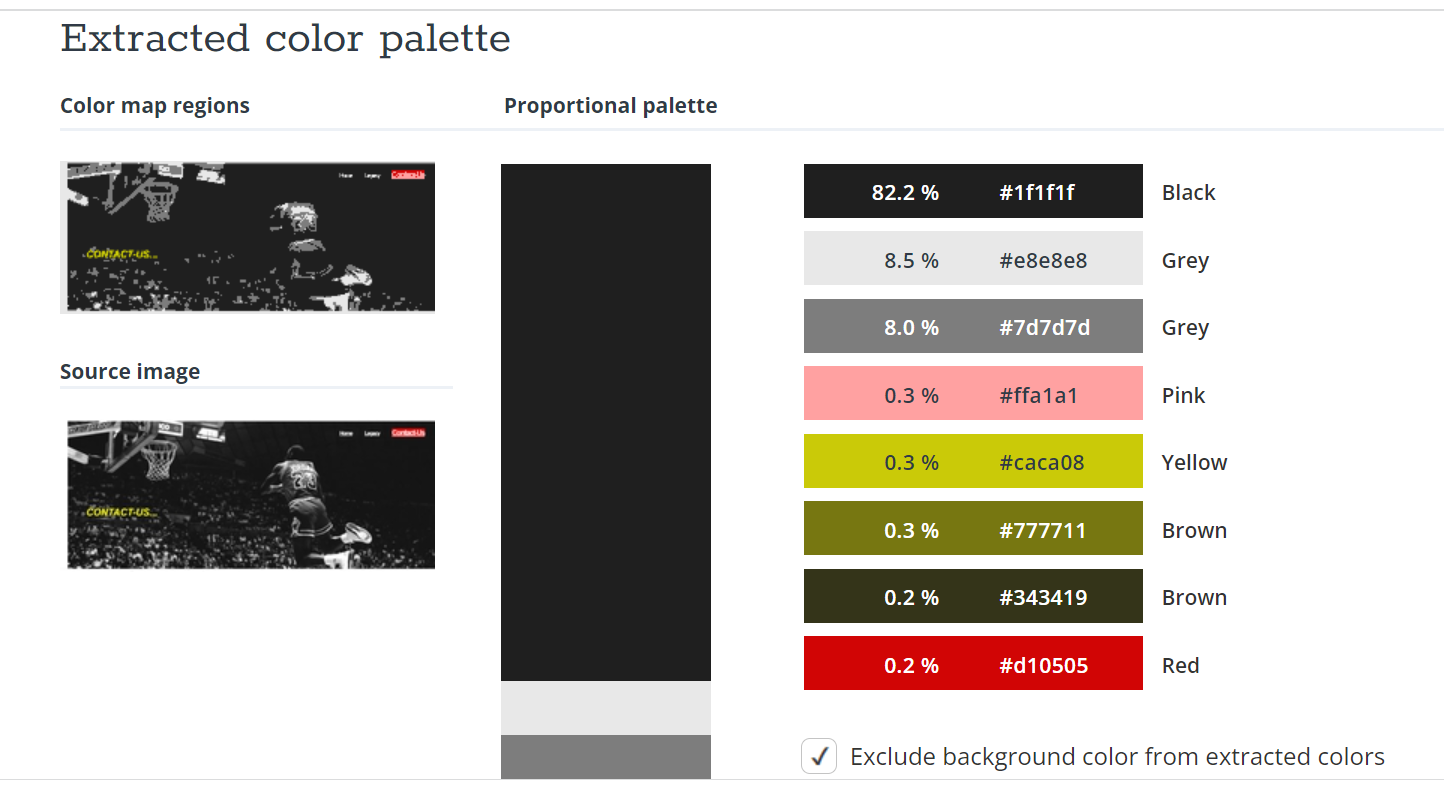 Extracted color palette
Color map regions
Proportional palette
Home Legacy Contact-Us
CONTACT-US...
Source image
Home Legacy Contact-Us
CONTACT-US...
82.2 % #1f1f1f Black
8.5 % #e8e8e8 Grey
8.0 % #7d7d7d Grey
0.3 % #ffa1a1 Pink
0.3 % #caca08 Yellow
0.3 % #777711 Brown
0.2 % #343419 Brown
0.2 % #d10505 Red
Exclude background color from extracted colors